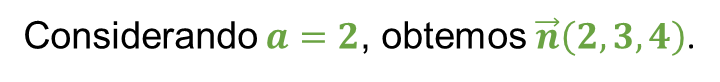 Considerando a = 2, obtemos n⃗(2, 3, 4).